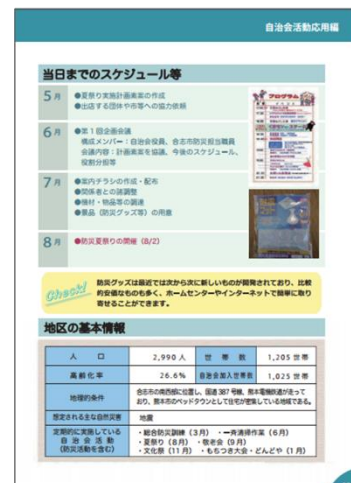 自治会活動応用編
当日までのスケジュール等
5月
●夏祭り実施計画素案の作成
●出店する団体や市等への協力依頼
6月
●第1回企画会議
構成メンバー：自治会役員、合志市防災担当職員
会議内容：計画素案を協議、今後のスケジュール、
役割分担等
7月
●案内チラシの作成・配布
●関係者との諸調整
●機材・物品等の調達
●景品（防災グッズ等）の用意
8月
●防災夏祭りの開催（8/2）
プログラム
Check!
防災グッズは最近では次から次に新しいものが開発されており、比較
的安価なものも多く、ホームセンターやインターネットで簡単に取り
寄せることができます。
地区の基本情報
人口 2,990人 世帯数 1,205世帯
高齢化率 26.6% 自治会加入世帯数 1,025世帯
地理的条件
合志市の南西部に位置し、国道387号線、熊本電機鉄道が走って
おり、熊本市のベッドタウンとして住宅が密集している地域である。
想定される主な自然災害 地震
定期的に実施している
自治会活動
（防災活動を含む）
・総合防災訓練（3月） ・一斉清掃作業（6月）
・夏祭り（8月） ・敬老会（9月）
・文化祭（11月） ・もちつき大会・どんどや（1月）